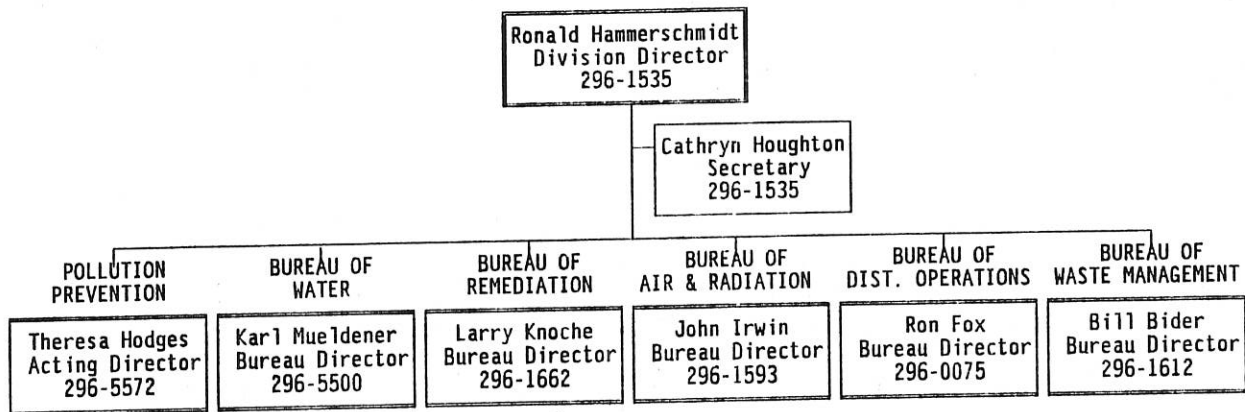 Ronald Hammerschmidt
Division Director
296-1535
Cathryn Houghton
Secretary
296-1535
POLLUTION
PREVENTION
Theresa Hodges
Acting Director
296-5572
BUREAU OF
WATER
Karl Mueldener
Bureau Director
296-5500
BUREAU OF
REMEDIATION
Larry Knoche
Bureau Director
296-1662
BUREAU OF
AIR & RADIATION
John Irwin
Bureau Director
296-1593
BUREAU OF
DIST. OPERATIONS
Ron Fox
Bureau Director
296-0075
BUREAU OF
WASTE MANAGEMENT
Bill Bider
Bureau Director
296-1612